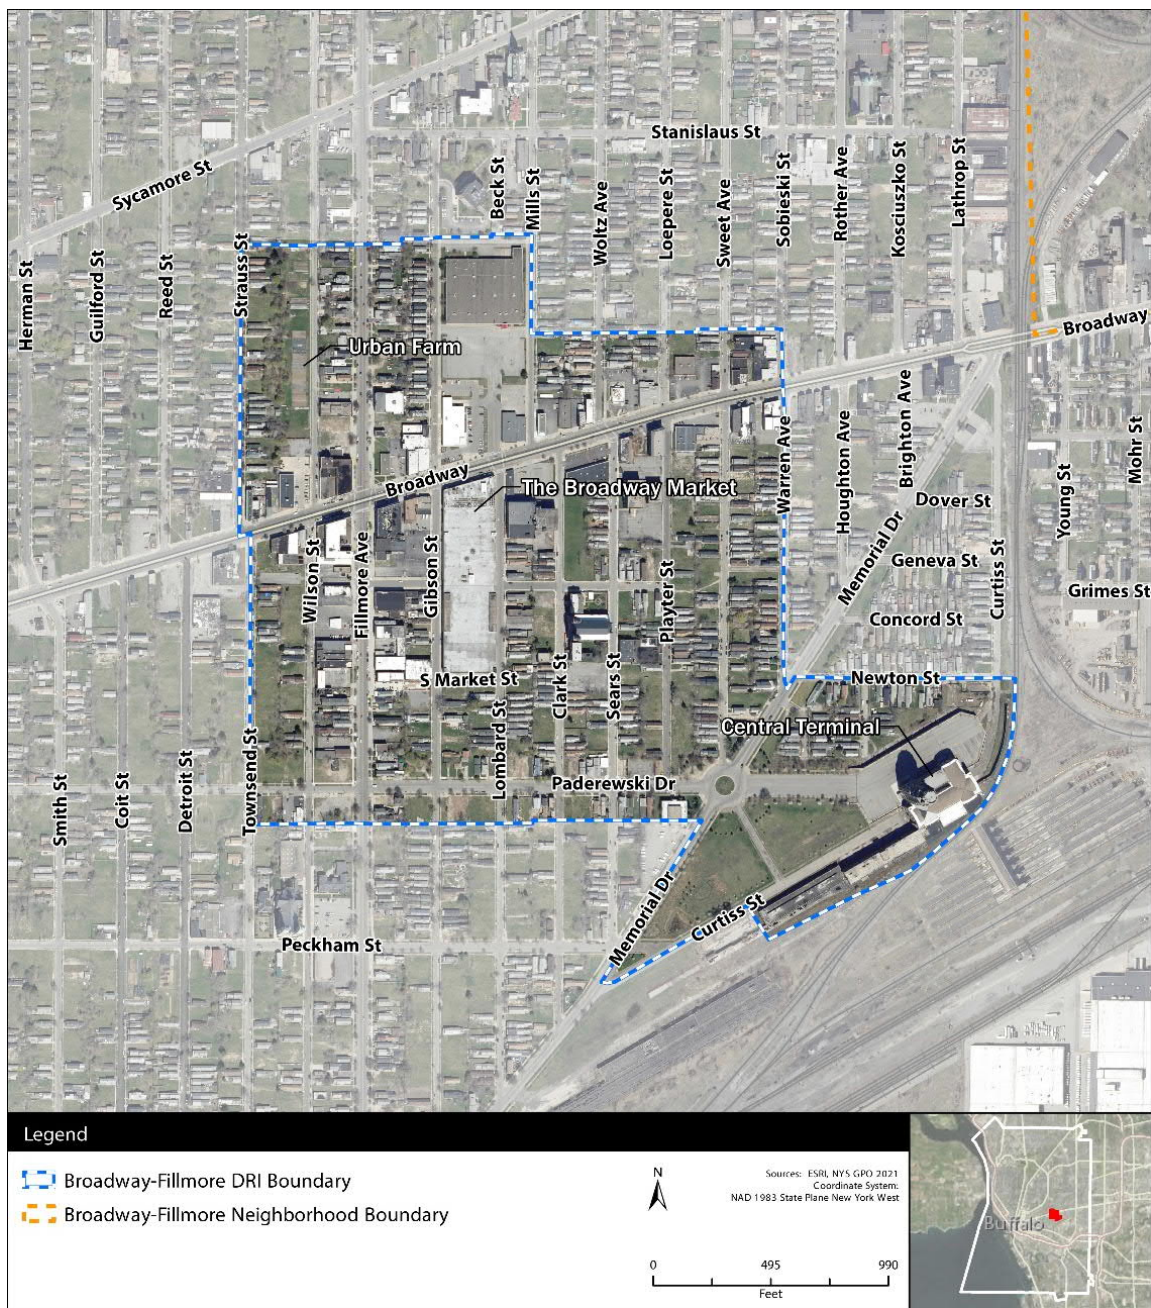 Stanislaus St
Sycamore St
Beck St
Mills St
Woltz Ave
Loepere St
Sweet Ave
Sobieski St
Rother Ave
Kosciuszko St
Lathrop St
Herman St
Guilford St
Reed St
Strauss St
Urban Farm
Broadway
Broadway
The Broadway Market
Warren Ave
Houghton Ave
Brighton Ave
Memorial Dr
Dover St
Geneva St
Concord St
Curtiss St
Young St
Mohr St
Grimes St
Wilson St
Fillmore Ave
Gibson St
Playter St
S Market St
Clark St
Sears St
Newton St
Central Terminal
Lombard St
Paderewski Dr
Smith St
Coit St
Detroit St
Townsend St
Memorial Dr
Curtiss St
Peckham St
Legend
Broadway-Fillmore DRI Boundary
Broadway-Fillmore Neighborhood Boundary
N
Sources: ESRI, NYS GPO 2021
Coordinate System:
NAD 1983 State Plane New York West
0 495 990
Feet
Buffalo